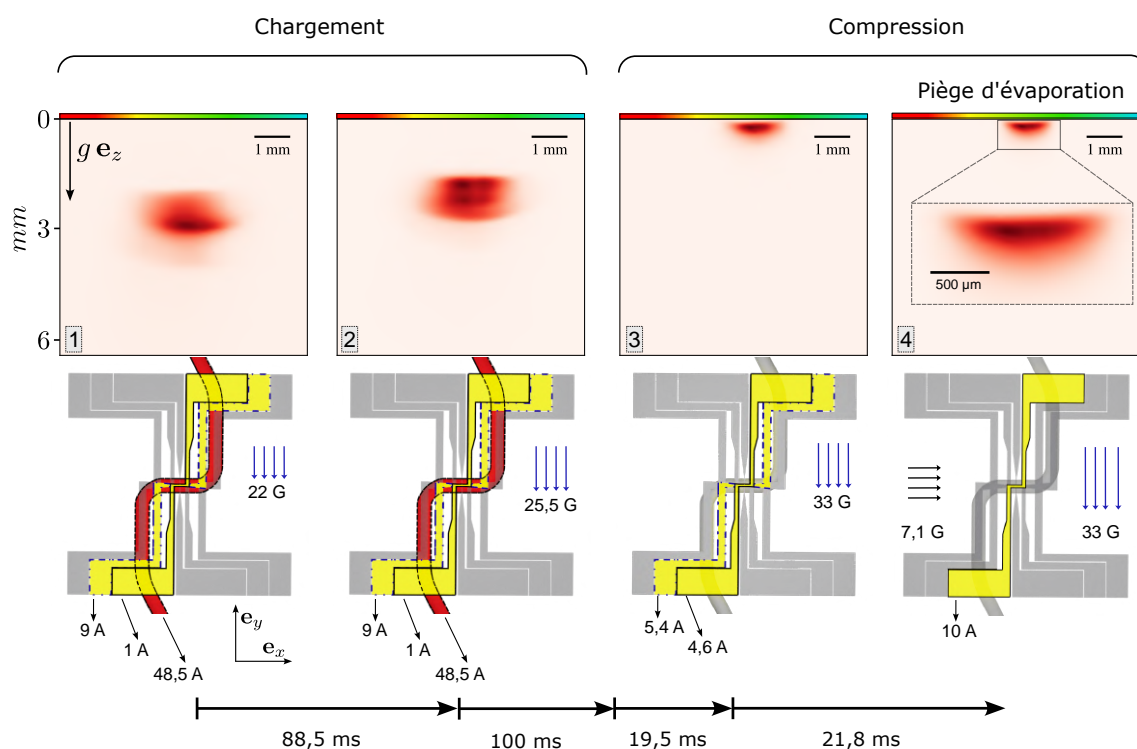 Chargement
Compression
Piège d'évaporation
0
3
6
mm
g e_z
1 mm
1
1 mm
2
1 mm
3
1 mm
500 µm
4
22 G
9 A
1 A
48,5 A
e_y
e_x
25,5 G
9 A
1 A
48,5 A
33 G
5,4 A
4,6 A
7,1 G
33 G
10 A
88,5 ms
100 ms
19,5 ms
21,8 ms